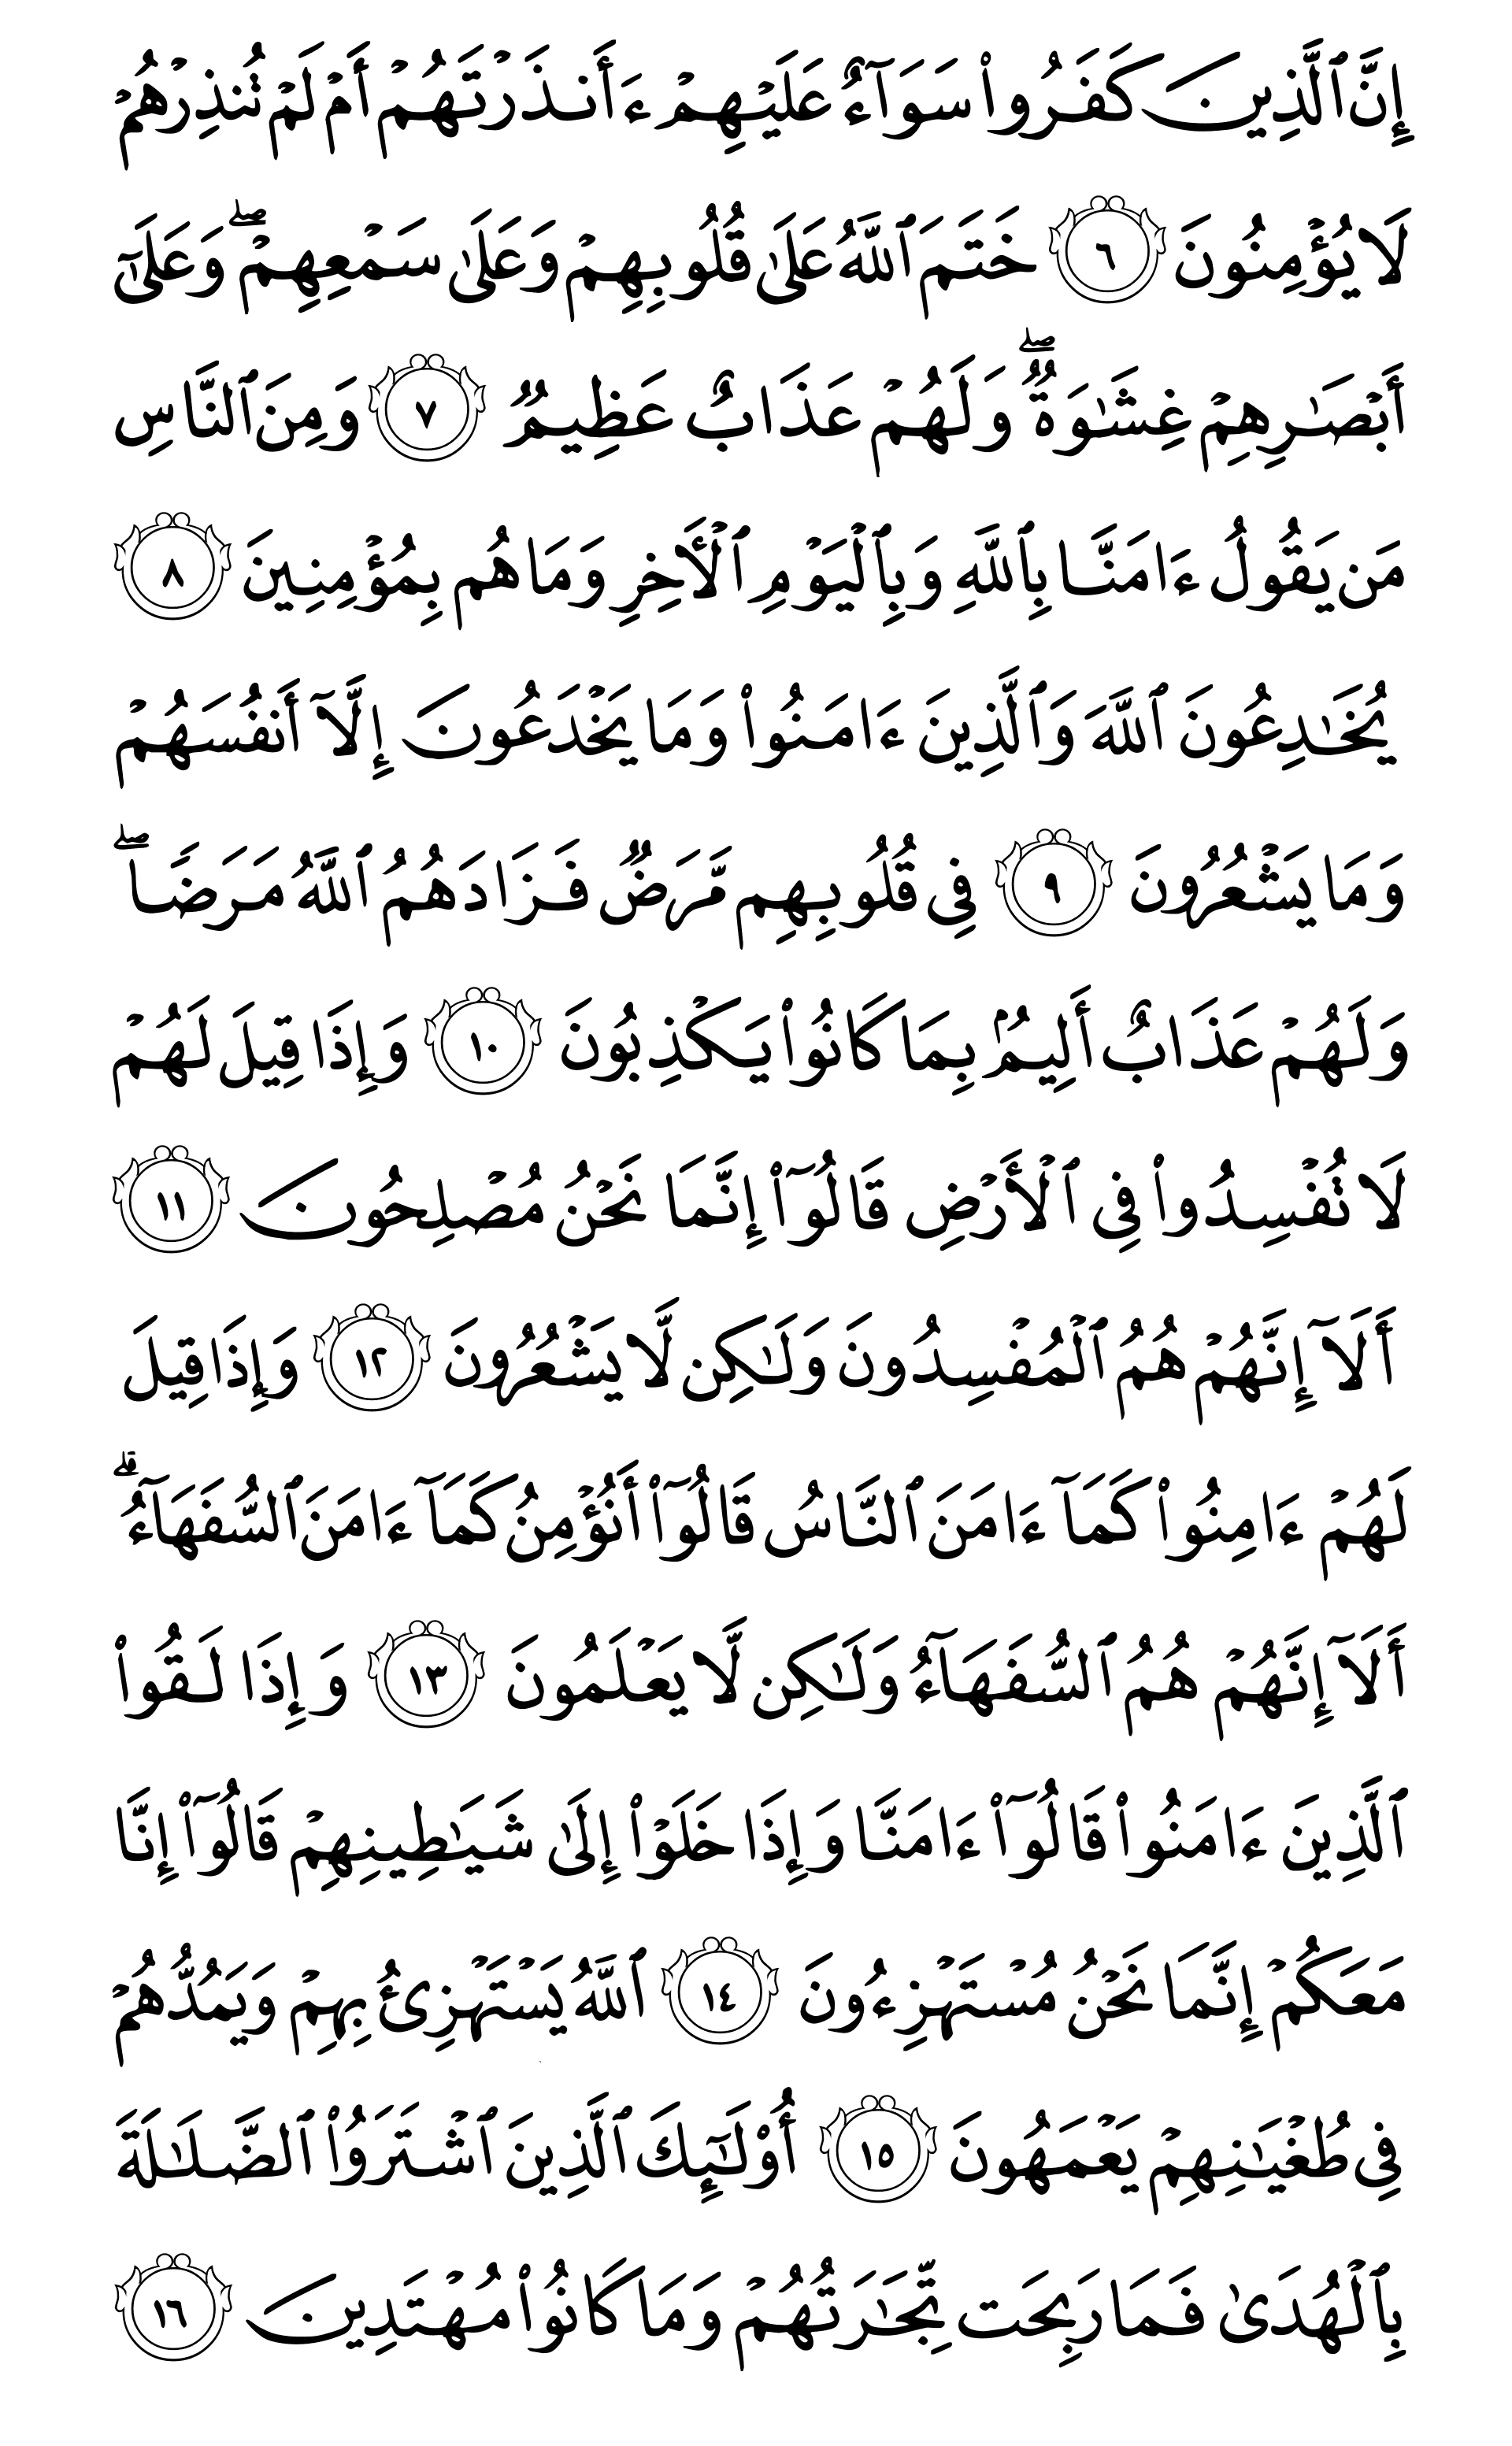 إِنَّ ٱلَّذِينَ كَفَرُوا۟ سَوَآءٌ عَلَيْهِمْ ءَأَنذَرْتَهُمْ أَمْ لَمْ تُنذِرْهُمْ
لَا يُؤْمِنُونَ ٦ خَتَمَ ٱللَّهُ عَلَىٰ قُلُوبِهِمْ وَعَلَىٰ سَمْعِهِمْ ۖ وَعَلَىٰٓ
أَبْصَـٰرِهِمْ غِشَـٰوَةٌ ۖ وَلَهُمْ عَذَابٌ عَظِيمٌ ٧ وَمِنَ ٱلنَّاسِ
مَن يَقُولُ ءَامَنَّا بِٱللَّهِ وَبِٱلْيَوْمِ ٱلْأَخِرِ وَمَا هُم بِمُؤْمِنِينَ ٨
يُخَـٰدِعُونَ ٱللَّهَ وَٱلَّذِينَ ءَامَنُوا۟ وَمَا يَخْدَعُونَ إِلَّآ أَنفُسَهُمْ
وَمَا يَشْعُرُونَ ٩ فِى قُلُوبِهِم مَّرَضٌ فَزَادَهُمُ ٱللَّهُ مَرَضًا ۖ
وَلَهُمْ عَذَابٌ أَلِيمٌۢ بِمَا كَانُوا۟ يَكْذِبُونَ ١٠ وَإِذَا قِيلَ لَهُمْ
لَا تُفْسِدُوا۟ فِى ٱلْأَرْضِ قَالُوٓا۟ إِنَّمَا نَحْنُ مُصْلِحُونَ ١١
أَلَآ إِنَّهُمْ هُمُ ٱلْمُفْسِدُونَ وَلَـٰكِن لَّا يَشْعُرُونَ ١٢ وَإِذَا قِيلَ
لَهُمْ ءَامِنُوا۟ كَمَآ ءَامَنَ ٱلنَّاسُ قَالُوٓا۟ أَنُؤْمِنُ كَمَآ ءَامَنَ ٱلسُّفَهَآءُ ۗ
أَلَآ إِنَّهُمْ هُمُ ٱلسُّفَهَآءُ وَلَـٰكِن لَّا يَعْلَمُونَ ١٣ وَإِذَا لَقُوا۟
ٱلَّذِينَ ءَامَنُوا۟ قَالُوٓا۟ ءَامَنَّا وَإِذَا خَلَوْا۟ إِلَىٰ شَيَـٰطِينِهِمْ قَالُوٓا۟ إِنَّا
مَعَكُمْ إِنَّمَا نَحْنُ مُسْتَهْزِءُونَ ١٤ ٱللَّهُ يَسْتَهْزِئُ بِهِمْ وَيَمُدُّهُمْ
فِى طُغْيَـٰنِهِمْ يَعْمَهُونَ ١٥ أُو۟لَـٰٓئِكَ ٱلَّذِينَ ٱشْتَرَوُا۟ ٱلضَّلَـٰلَةَ
بِٱلْهُدَىٰ فَمَا رَبِحَت تِّجَـٰرَتُهُمْ وَمَا كَانُوا۟ مُهْتَدِينَ ١٦